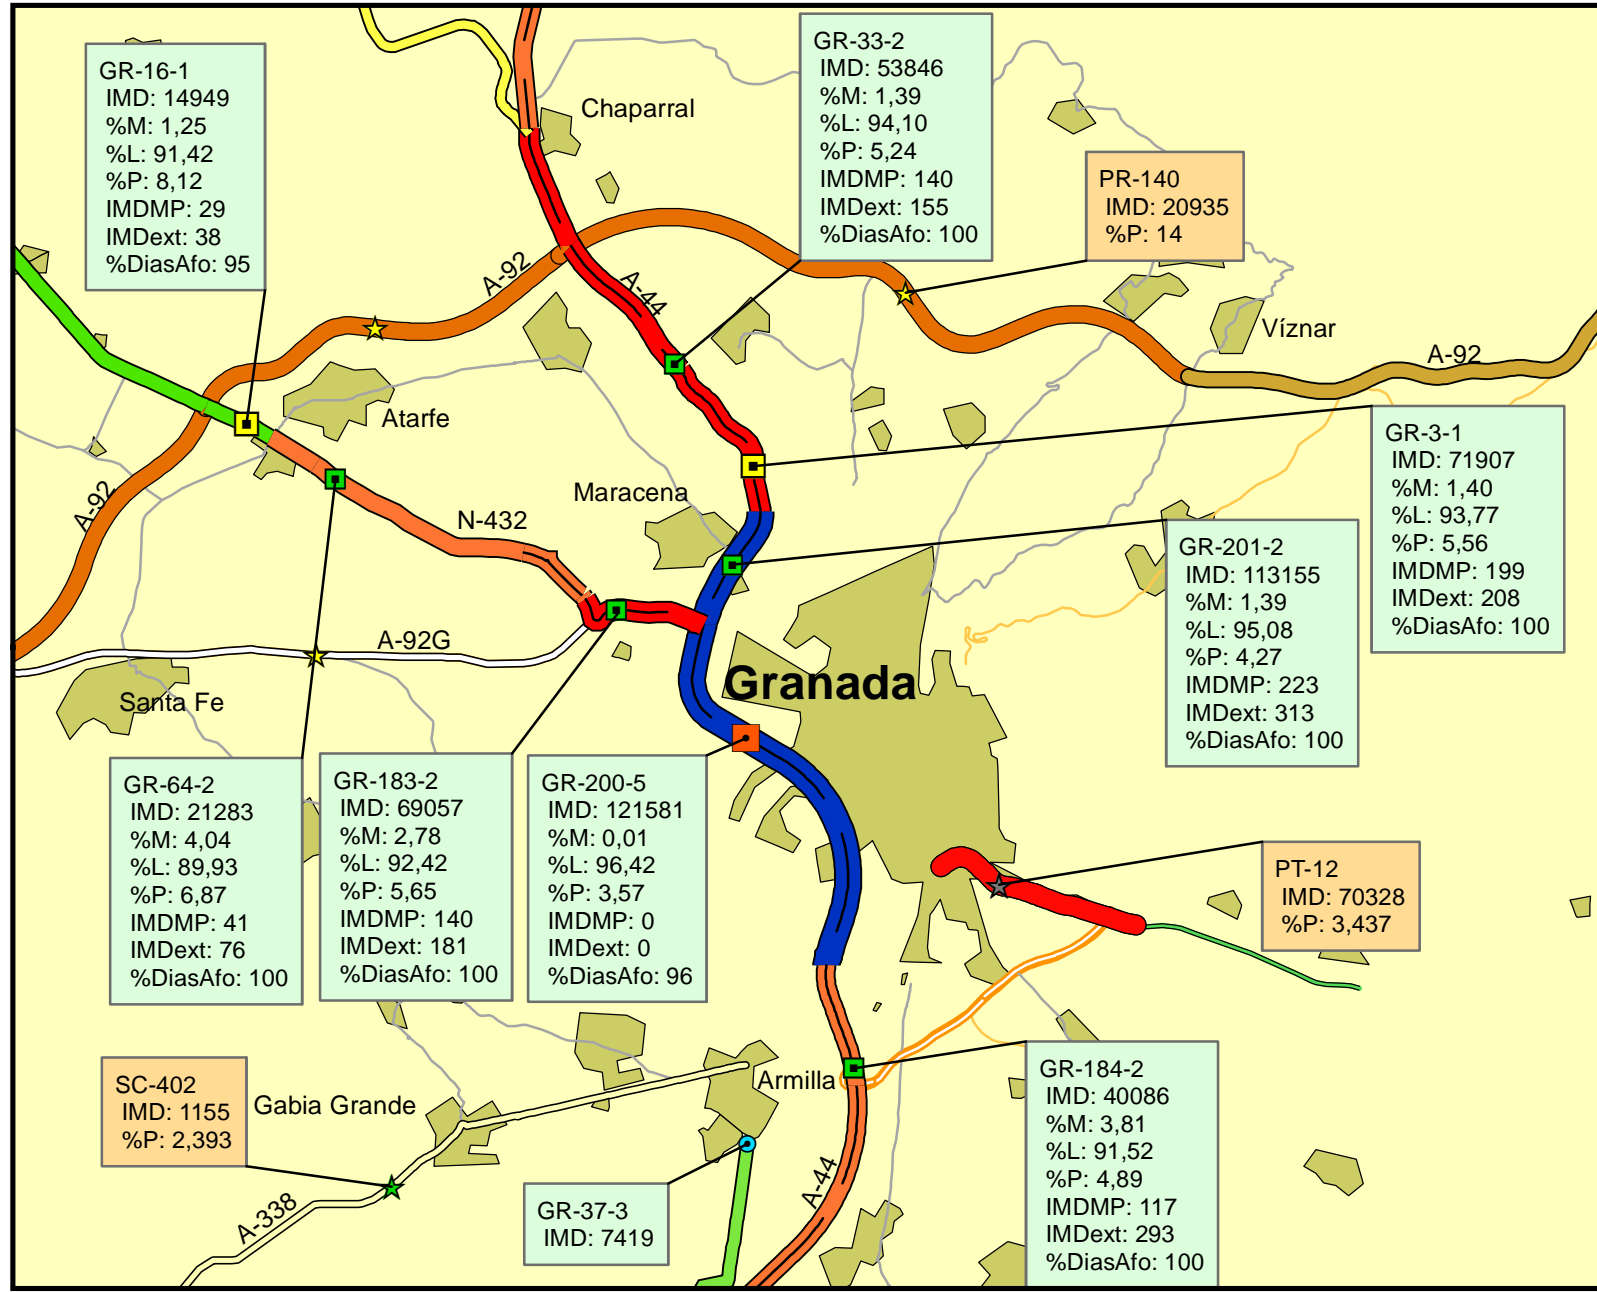 GR-16-1
IMD: 14949
%M: 1,25
%L: 91,42
%P: 8,12
IMDMP: 29
IMDext: 38
%DiasAfo: 95
Chaparral
GR-33-2
IMD: 53846
%M: 1,39
%L: 94,10
%P: 5,24
IMDMP: 140
IMDext: 155
%DiasAfo: 100
PR-140
IMD: 20935
%P: 14
A-92
A-44
Víznar
A-92
Atarfe
GR-3-1
IMD: 71907
%M: 1,40
%L: 93,77
%P: 5,56
IMDMP: 199
IMDext: 208
%DiasAfo: 100
A-92
Maracena
N-432
GR-201-2
IMD: 113155
%M: 1,39
%L: 95,08
%P: 4,27
IMDMP: 223
IMDext: 313
%DiasAfo: 100
A-92G
Santa Fe
Granada
GR-64-2
IMD: 21283
%M: 4,04
%L: 89,93
%P: 6,87
IMDMP: 41
IMDext: 76
%DiasAfo: 100
GR-183-2
IMD: 69057
%M: 2,78
%L: 92,42
%P: 5,65
IMDMP: 140
IMDext: 181
%DiasAfo: 100
GR-200-5
IMD: 121581
%M: 0,01
%L: 96,42
%P: 3,57
IMDMP: 0
IMDext: 0
%DiasAfo: 96
PT-12
IMD: 70328
%P: 3,437
SC-402
IMD: 1155
%P: 2,393
Gabia Grande
Armilla
GR-184-2
IMD: 40086
%M: 3,81
%L: 91,52
%P: 4,89
IMDMP: 117
IMDext: 293
%DiasAfo: 100
A-338
GR-37-3
IMD: 7419
A-44